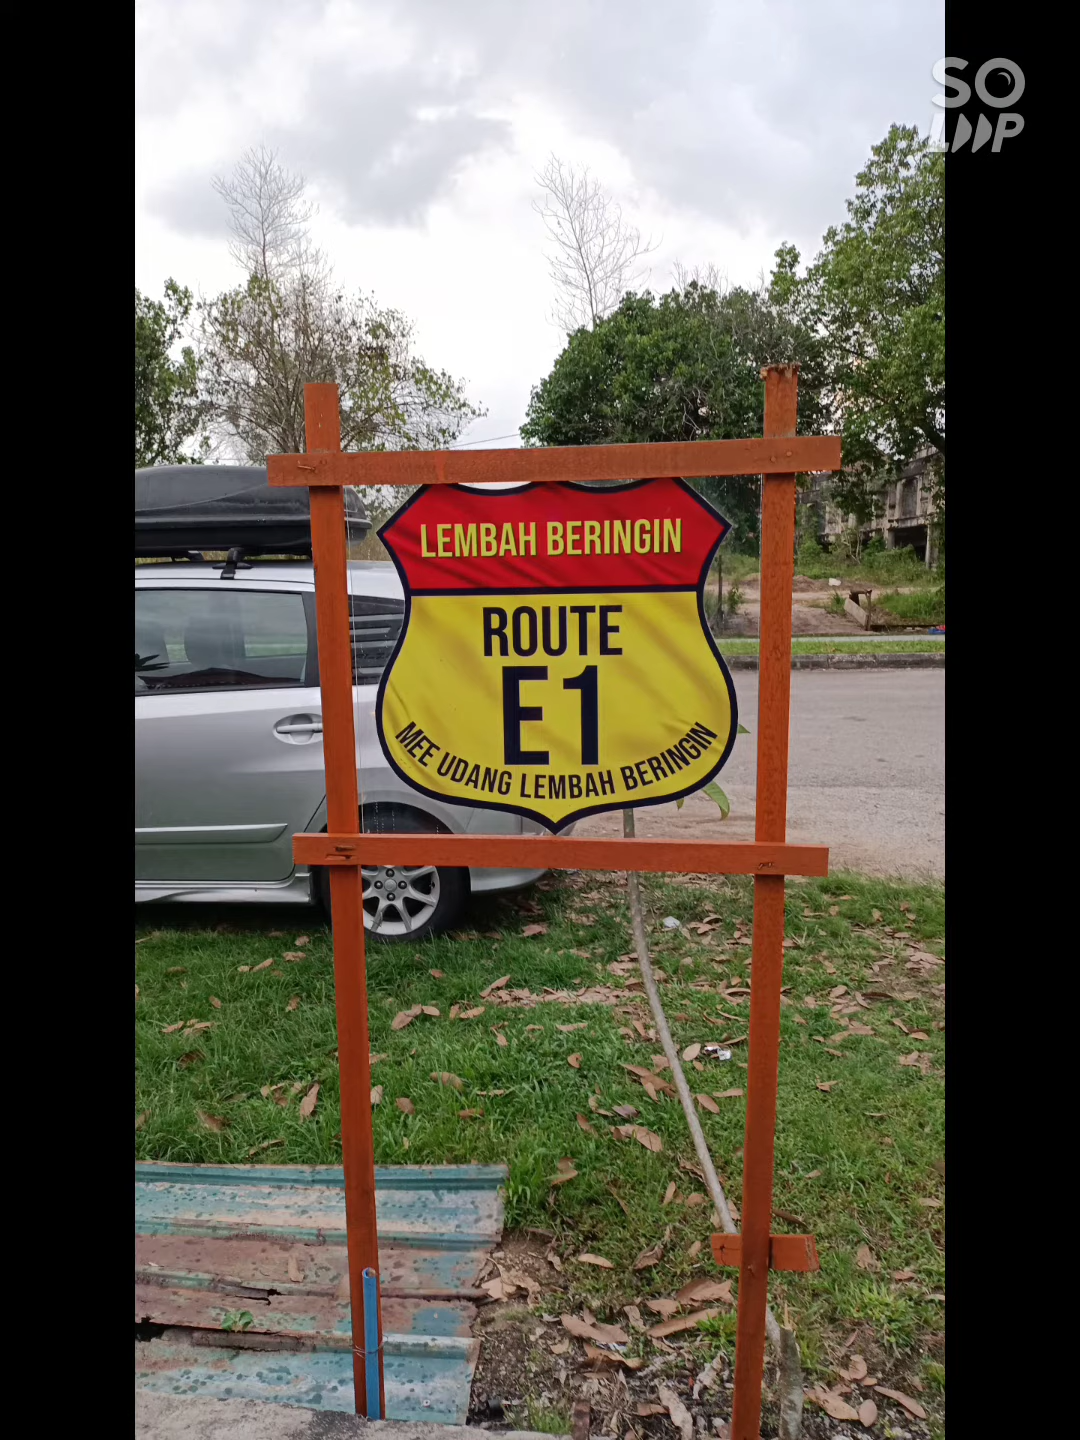 SO
LOOP
LEMBAH BERINGIN
ROUTE
E1
MEE UDANG LEMBAH BERINGIN